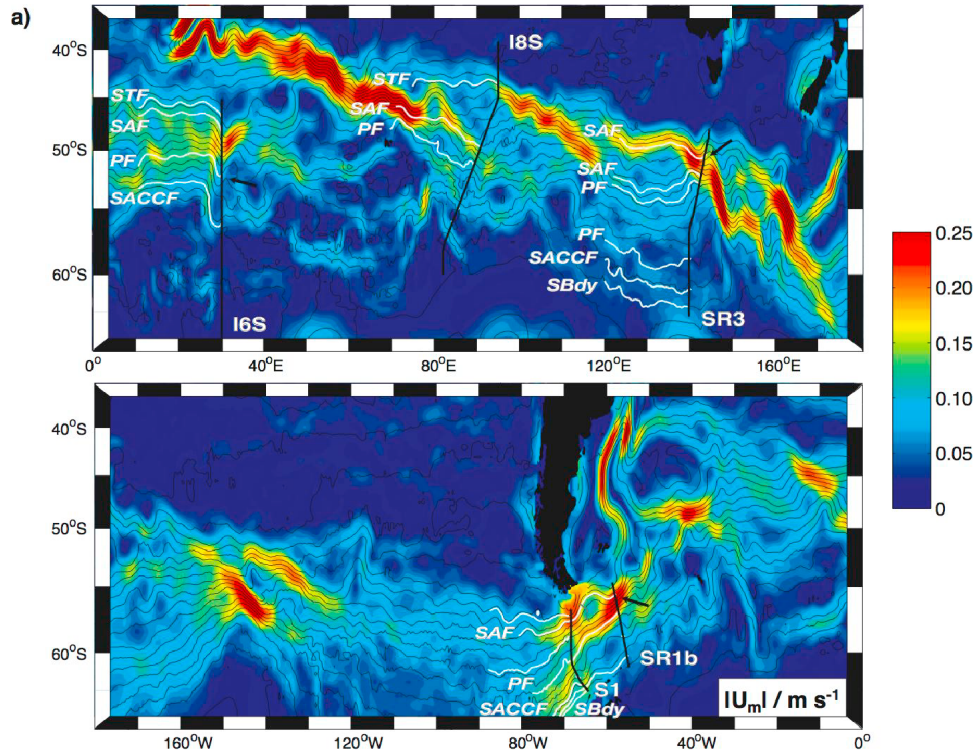 a)
40°S
50°S
60°S
I8S
STF
STF
SAF
SAF
PF
PF
SACCF
SAF
SAF
PF
PF
SACCF
SBdy
I6S
SR3
0°
40°E
80°E
120°E
160°E
0.25
0.20
0.15
0.10
0.05
0
40°S
50°S
60°S
SAF
PF
SACCF
SBdy
S1
SR1b
|Um| / m s-1
160°W
120°W
80°W
40°W
0°